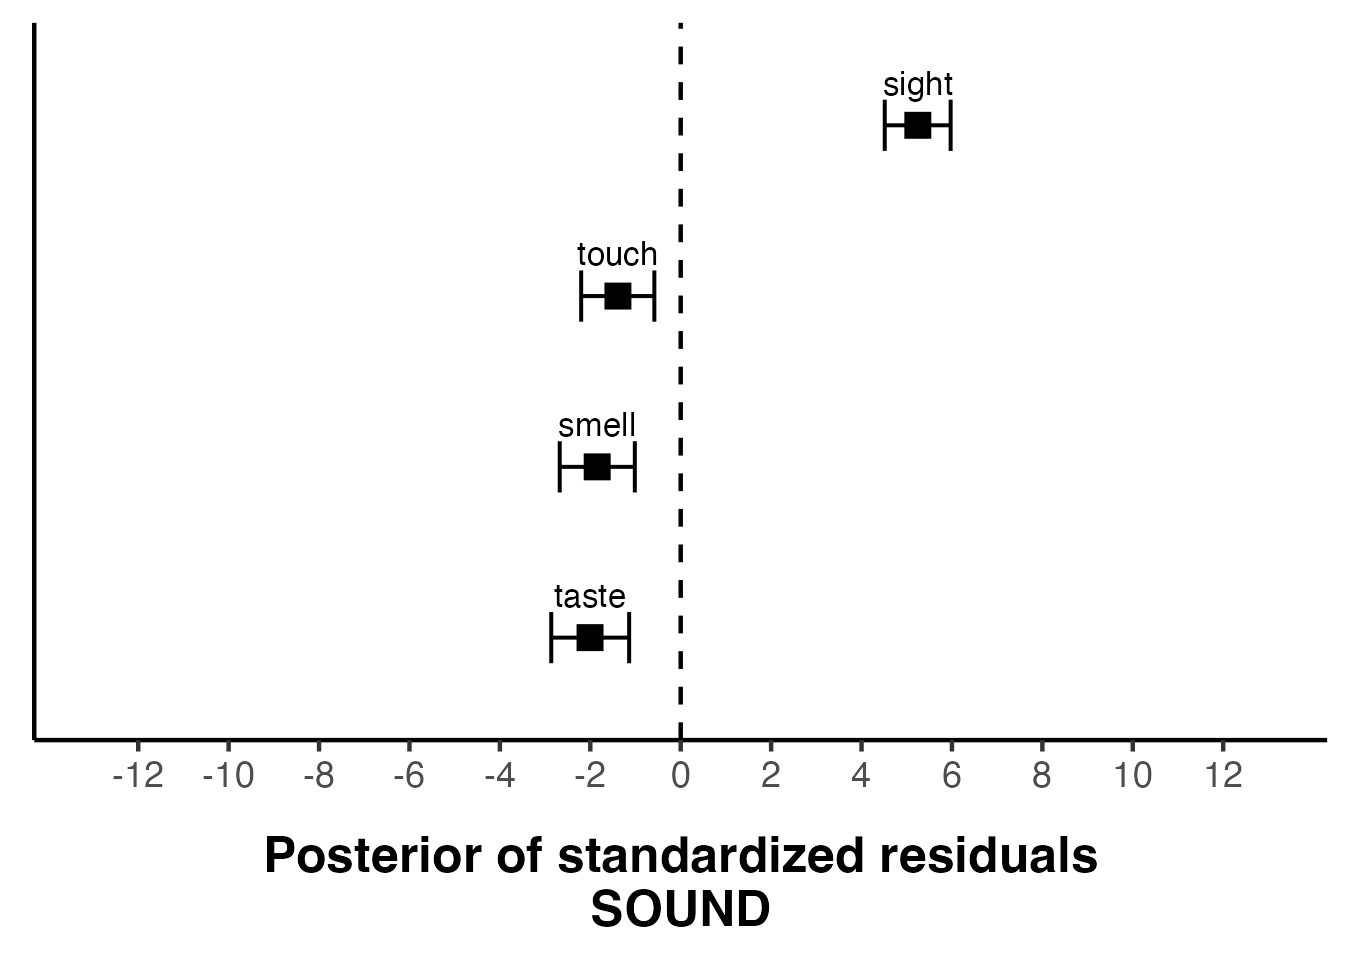 sight
touch
smell
taste
-12 -10 -8 -6 -4 -2 0 2 4 6 8 10 12
Posterior of standardized residuals
SOUND